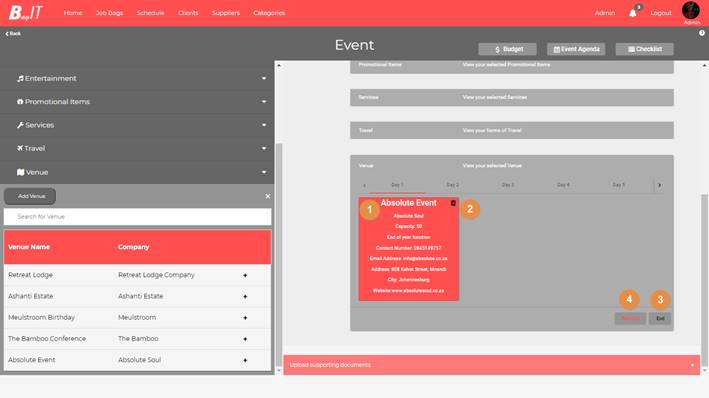 BagIT
Home Job Bags Schedule Clients Suppliers Categories
Admin 3 Logout Admin
Back
Event
$ Budget Event Agenda Checklist
Entertainment
Promotional Items
Services
Travel
Venue
Add Venue ×
Search for Venue
Venue Name Company
Retreat Lodge Retreat Lodge Company +
Ashanti Estate Ashanti Estate +
Meulstroom Birthday Meulstroom +
The Bamboo Conference The Bamboo +
Absolute Event Absolute Soul +
Promotional Items View your selected Promotional Items
Services View your selected Services
Travel View your forms of Travel
Venue View your selected Venue
Day 1 Day 2 Day 3 Day 4 Day 5
1 Absolute Event 2
Absolute Soul
Capacity: 50
End of year function
Contact Number: 0845149757
Email Address: info@absolute.co.za
Address: 808 Kelvin Street, Morandi
City: Johannesburg
Website:www.absolutesoul.co.za
4 3
Previous End
Upload supporting documents